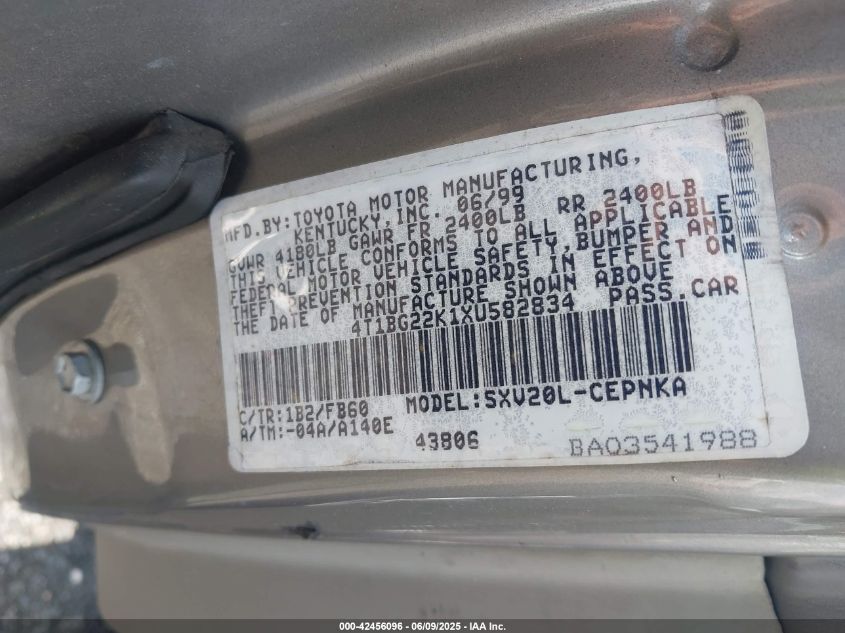 MFD.BY:TOYOTA MOTOR MANUFACTURING,
KENTUCKY,INC. 06/99
GVWR 4180LB GAWR FR 2400LB RR 2400LB
THIS VEHICLE CONFORMS TO ALL APPLICABLE
FEDERAL MOTOR VEHICLE SAFETY,BUMPER AND
THEFT PREVENTION STANDARDS IN EFFECT ON
THE DATE OF MANUFACTURE SHOWN ABOVE
4T1BG22K1XU582834 PASS.CAR
C/TR:1B2/FB60 MODEL:SXV20L-CEPNKA
A/TM:-04A/A140E 43806
BA03541988
000-42456096 | 06/09/2025 - IAA Inc.